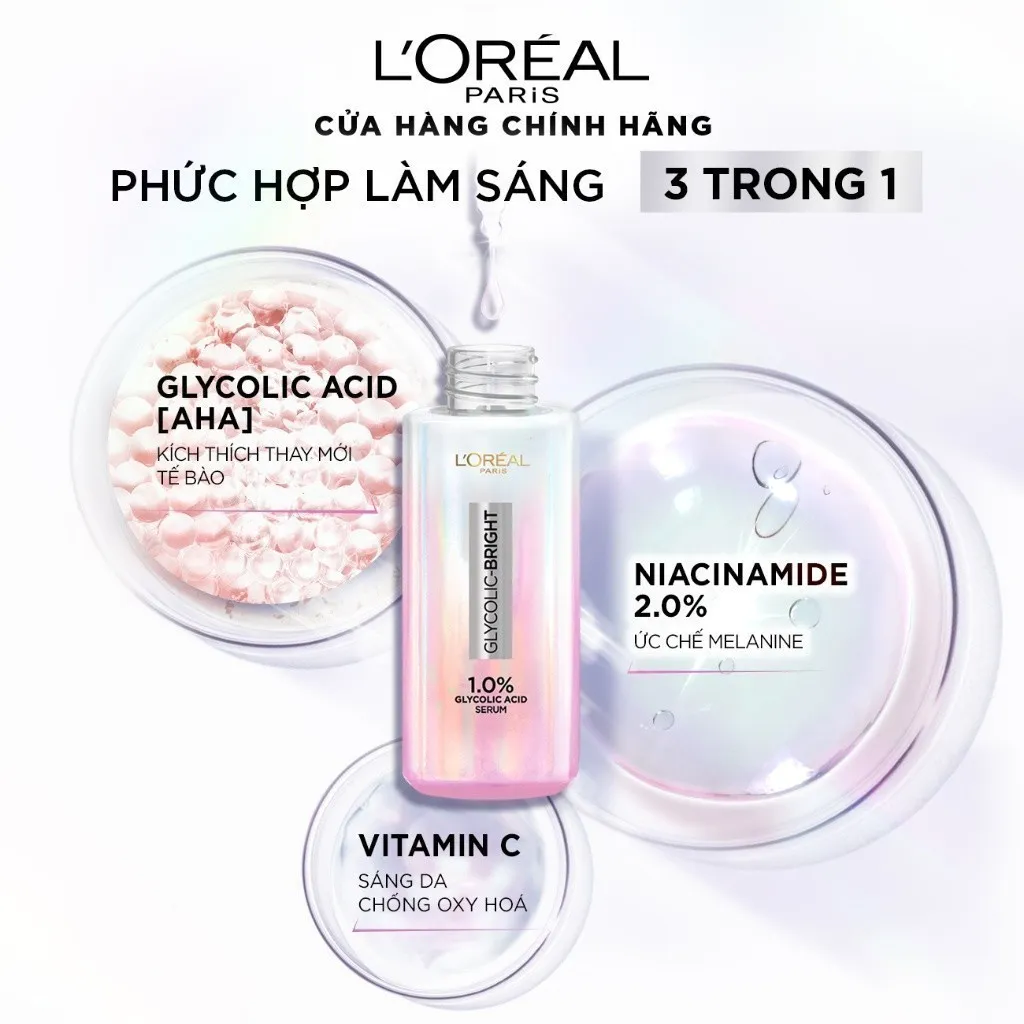 L'ORÉAL
PARiS
CỬA HÀNG CHÍNH HÃNG
PHỨC HỢP LÀM SÁNG 3 TRONG 1
GLYCOLIC ACID
[AHA]
KÍCH THÍCH THAY MỚI
TẾ BÀO
L'ORÉAL
PARiS
GLYCOLIC-BRIGHT
1.0%
GLYCOLIC ACID
SERUM
NIACINAMIDE
2.0%
ỨC CHẾ MELANINE
VITAMIN C
SÁNG DA
CHỐNG OXY HOÁ